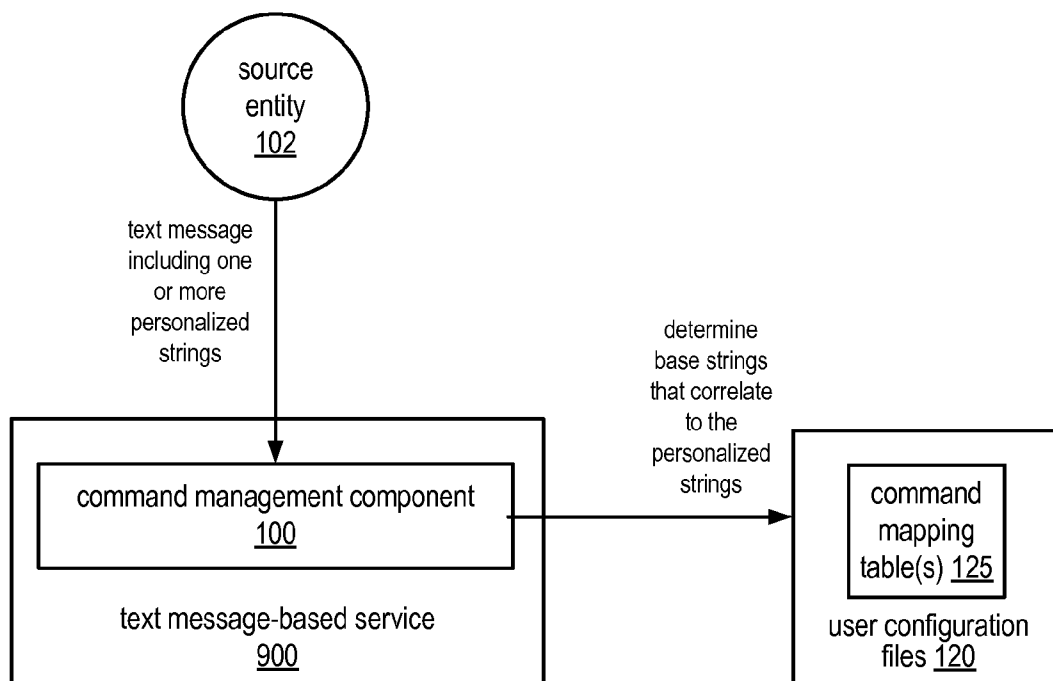 source
entity
102
text message
including one
or more
personalized
strings
determine
base strings
that correlate
to the
personalized
strings
command management component
100
text message-based service
900
command
mapping
table(s) 125
user configuration
files 120